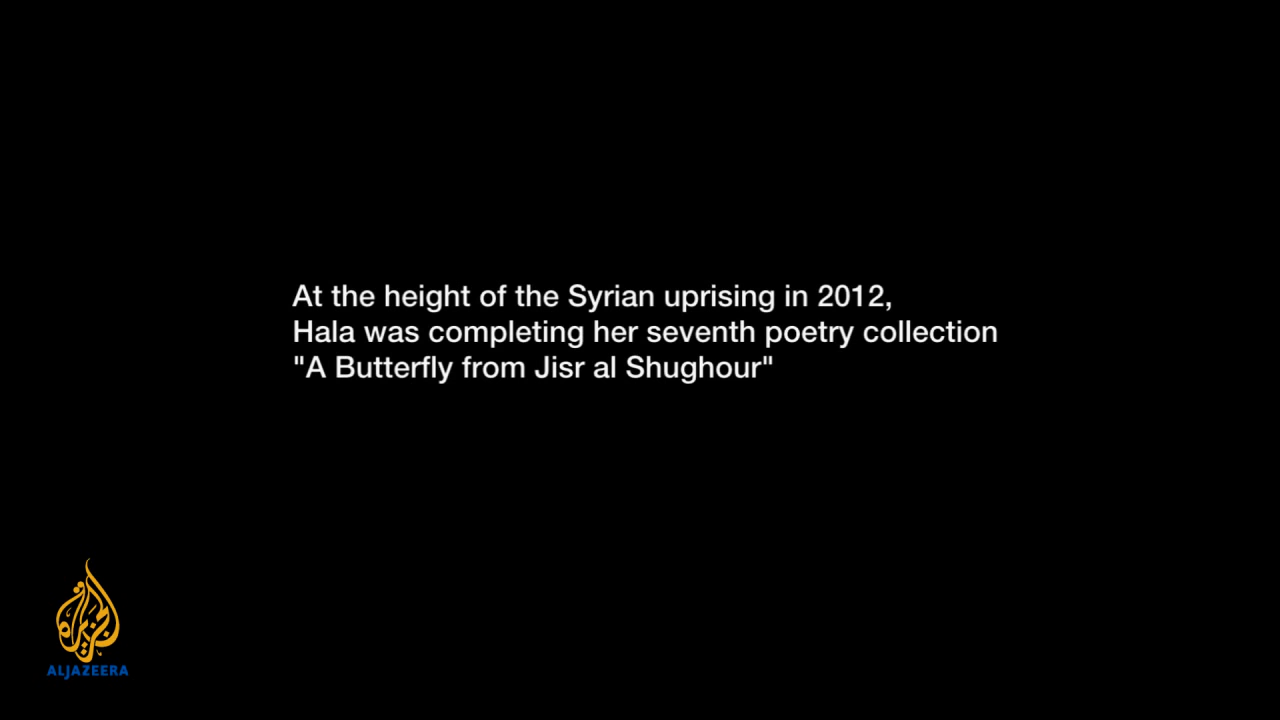 At the height of the Syrian uprising in 2012,
Hala was completing her seventh poetry collection
"A Butterfly from Jisr al Shughour"
الجزيرة
ALJAZEERA